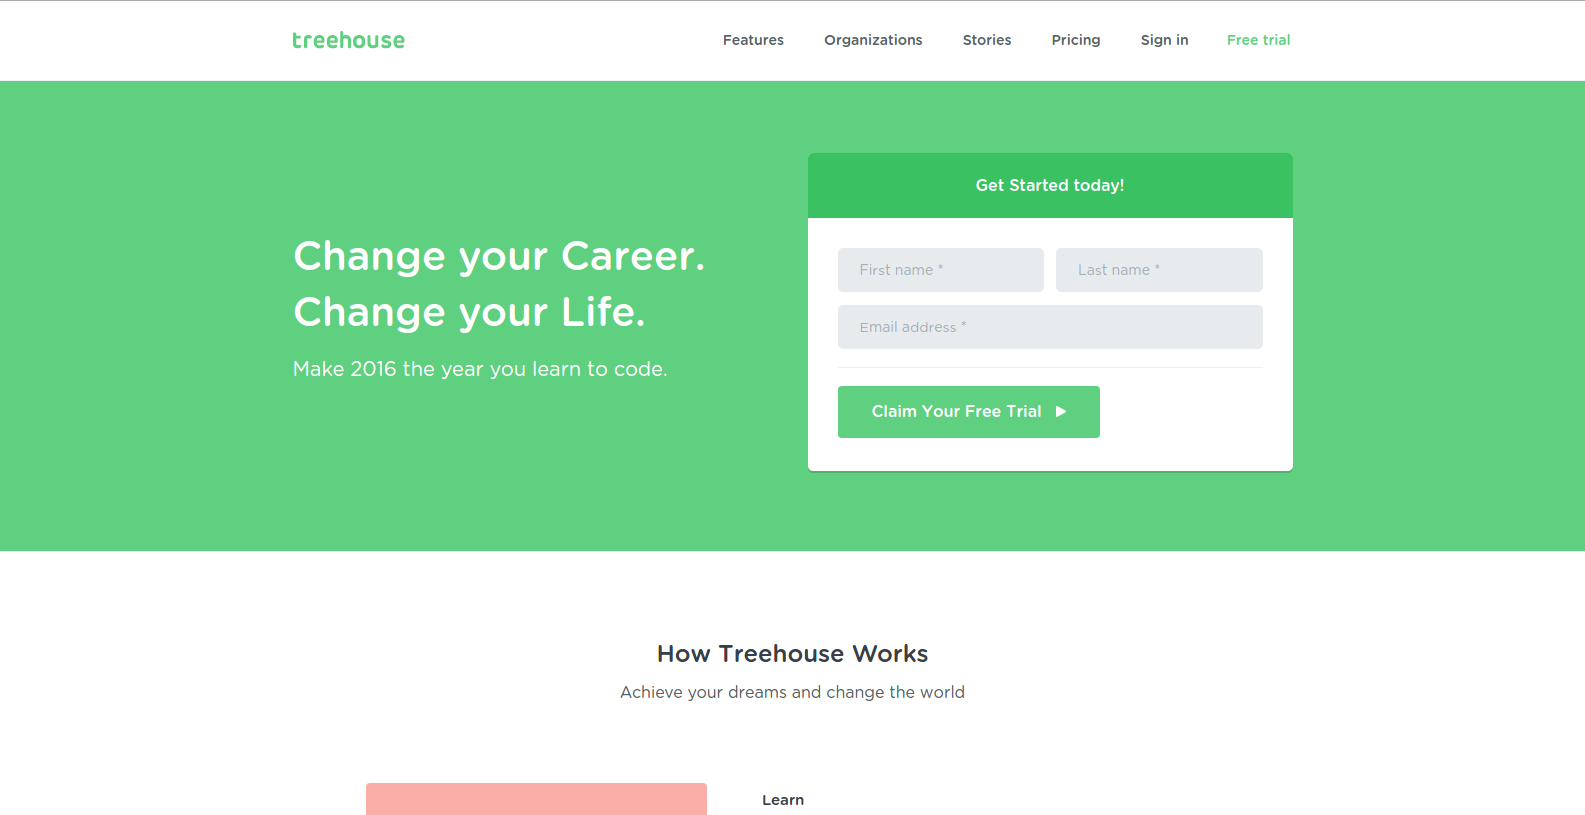 treehouse
Features Organizations Stories Pricing Sign in Free trial
Change your Career.
Change your Life.
Make 2016 the year you learn to code.
Get Started today!
First name * Last name *
Email address *
Claim Your Free Trial
How Treehouse Works
Achieve your dreams and change the world
Learn